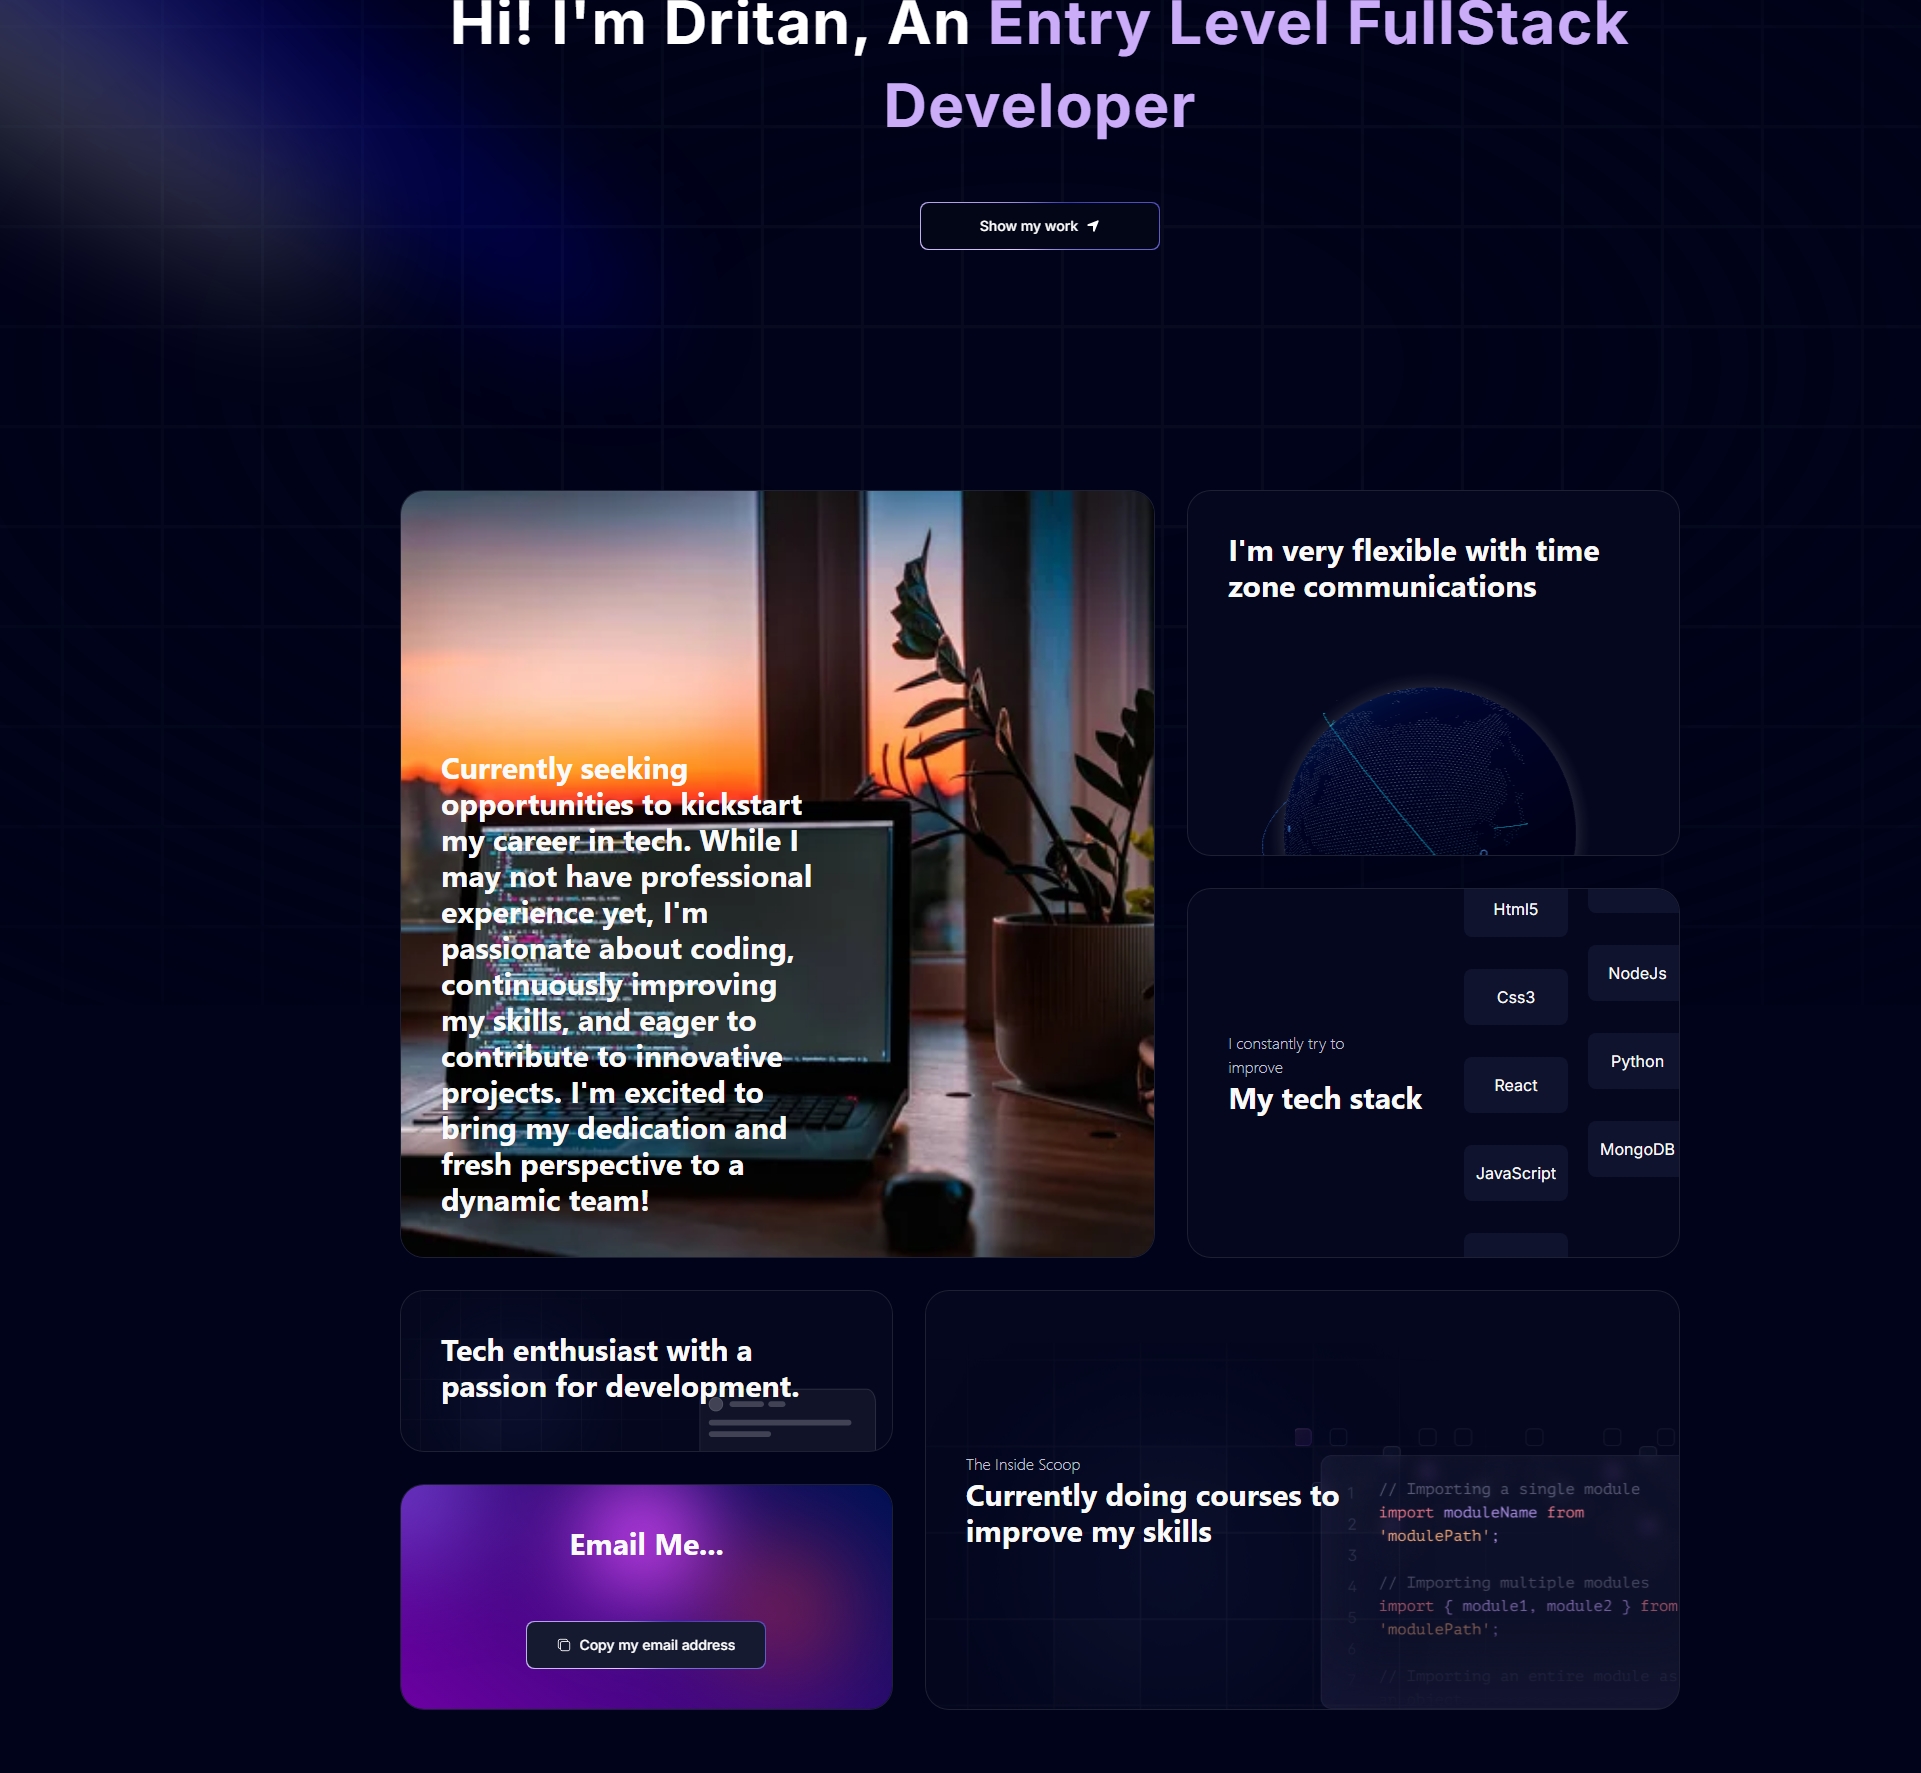 Hi! I'm Dritan, An Entry Level FullStack
Developer
Show my work
Currently seeking
opportunities to kickstart
my career in tech. While I
may not have professional
experience yet, I'm
passionate about coding,
continuously improving
my skills, and eager to
contribute to innovative
projects. I'm excited to
bring my dedication and
fresh perspective to a
dynamic team!
I'm very flexible with time
zone communications
I constantly try to
improve
My tech stack
Html5
Css3
React
JavaScript
NodeJs
Python
MongoDB
Tech enthusiast with a
passion for development.
Email Me...
Copy my email address
The Inside Scoop
Currently doing courses to
improve my skills
1 // Importing a single module
import moduleName from
2
'modulePath';
3
4 // Importing multiple modules
import { module1, module2 } from
5
'modulePath';
6
// Importing an entire module as